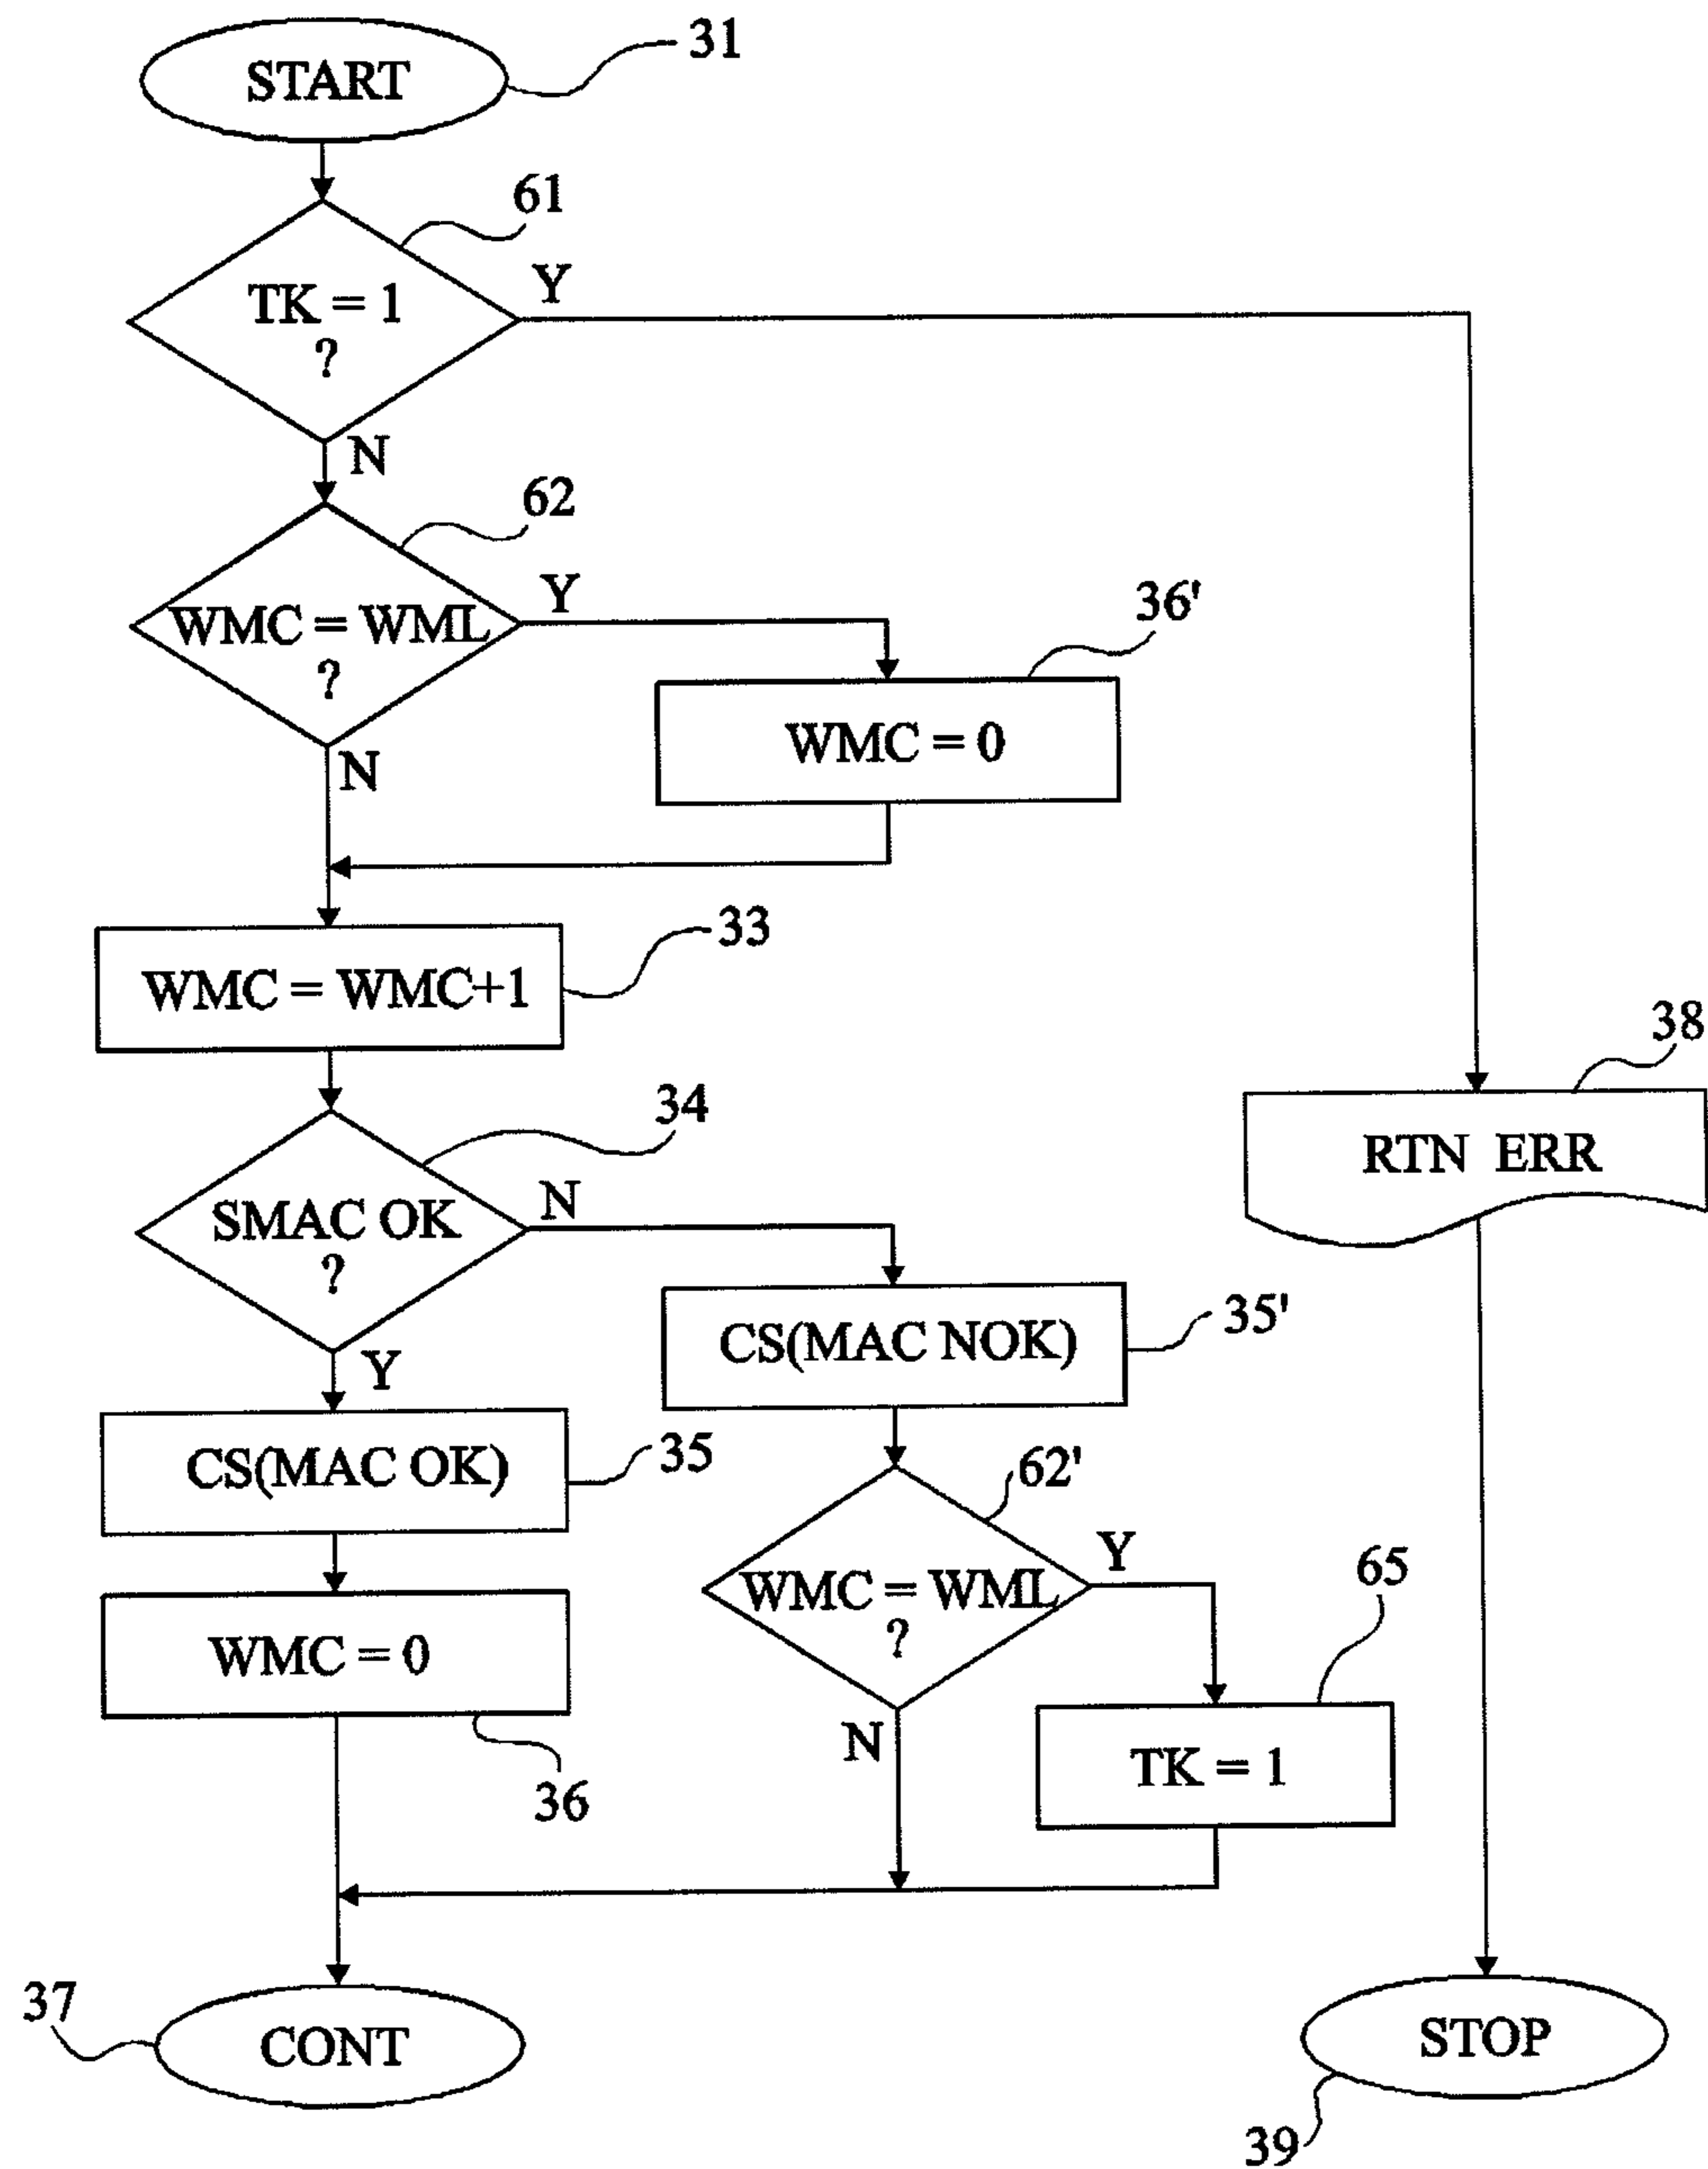 START
31
61
TK = 1
?
Y
N
62
WMC = WML
?
Y
36'
WMC = 0
N
33
WMC = WMC+1
34
SMAC OK
?
N
38
RTN ERR
35'
CS(MAC NOK)
Y
35
CS(MAC OK)
62'
WMC = WML
?
Y
65
WMC = 0
36
N
TK = 1
37
CONT
STOP
39